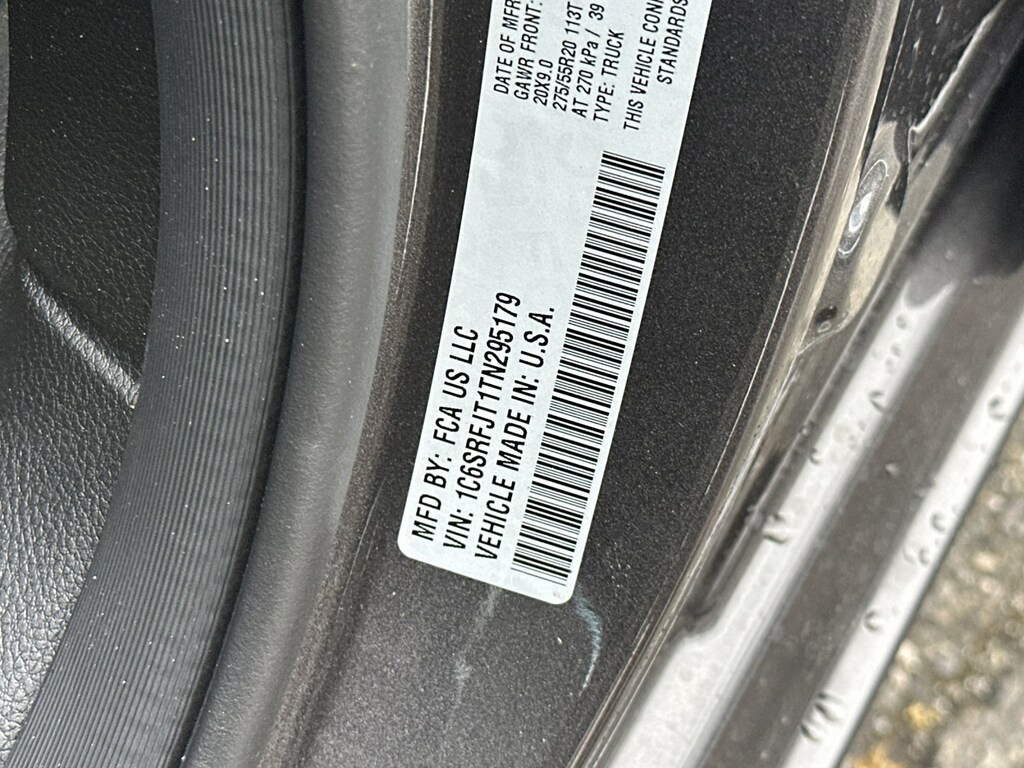 MFD BY: FCA US LLC
VIN: 1C6SRFJT1TN295179
VEHICLE MADE IN: U.S.A.
DATE OF MFR
GAWR FRONT:
20X9.0
275/55R20 113T
AT 270 kPa / 39
TYPE: TRUCK
THIS VEHICLE
STANDARDS